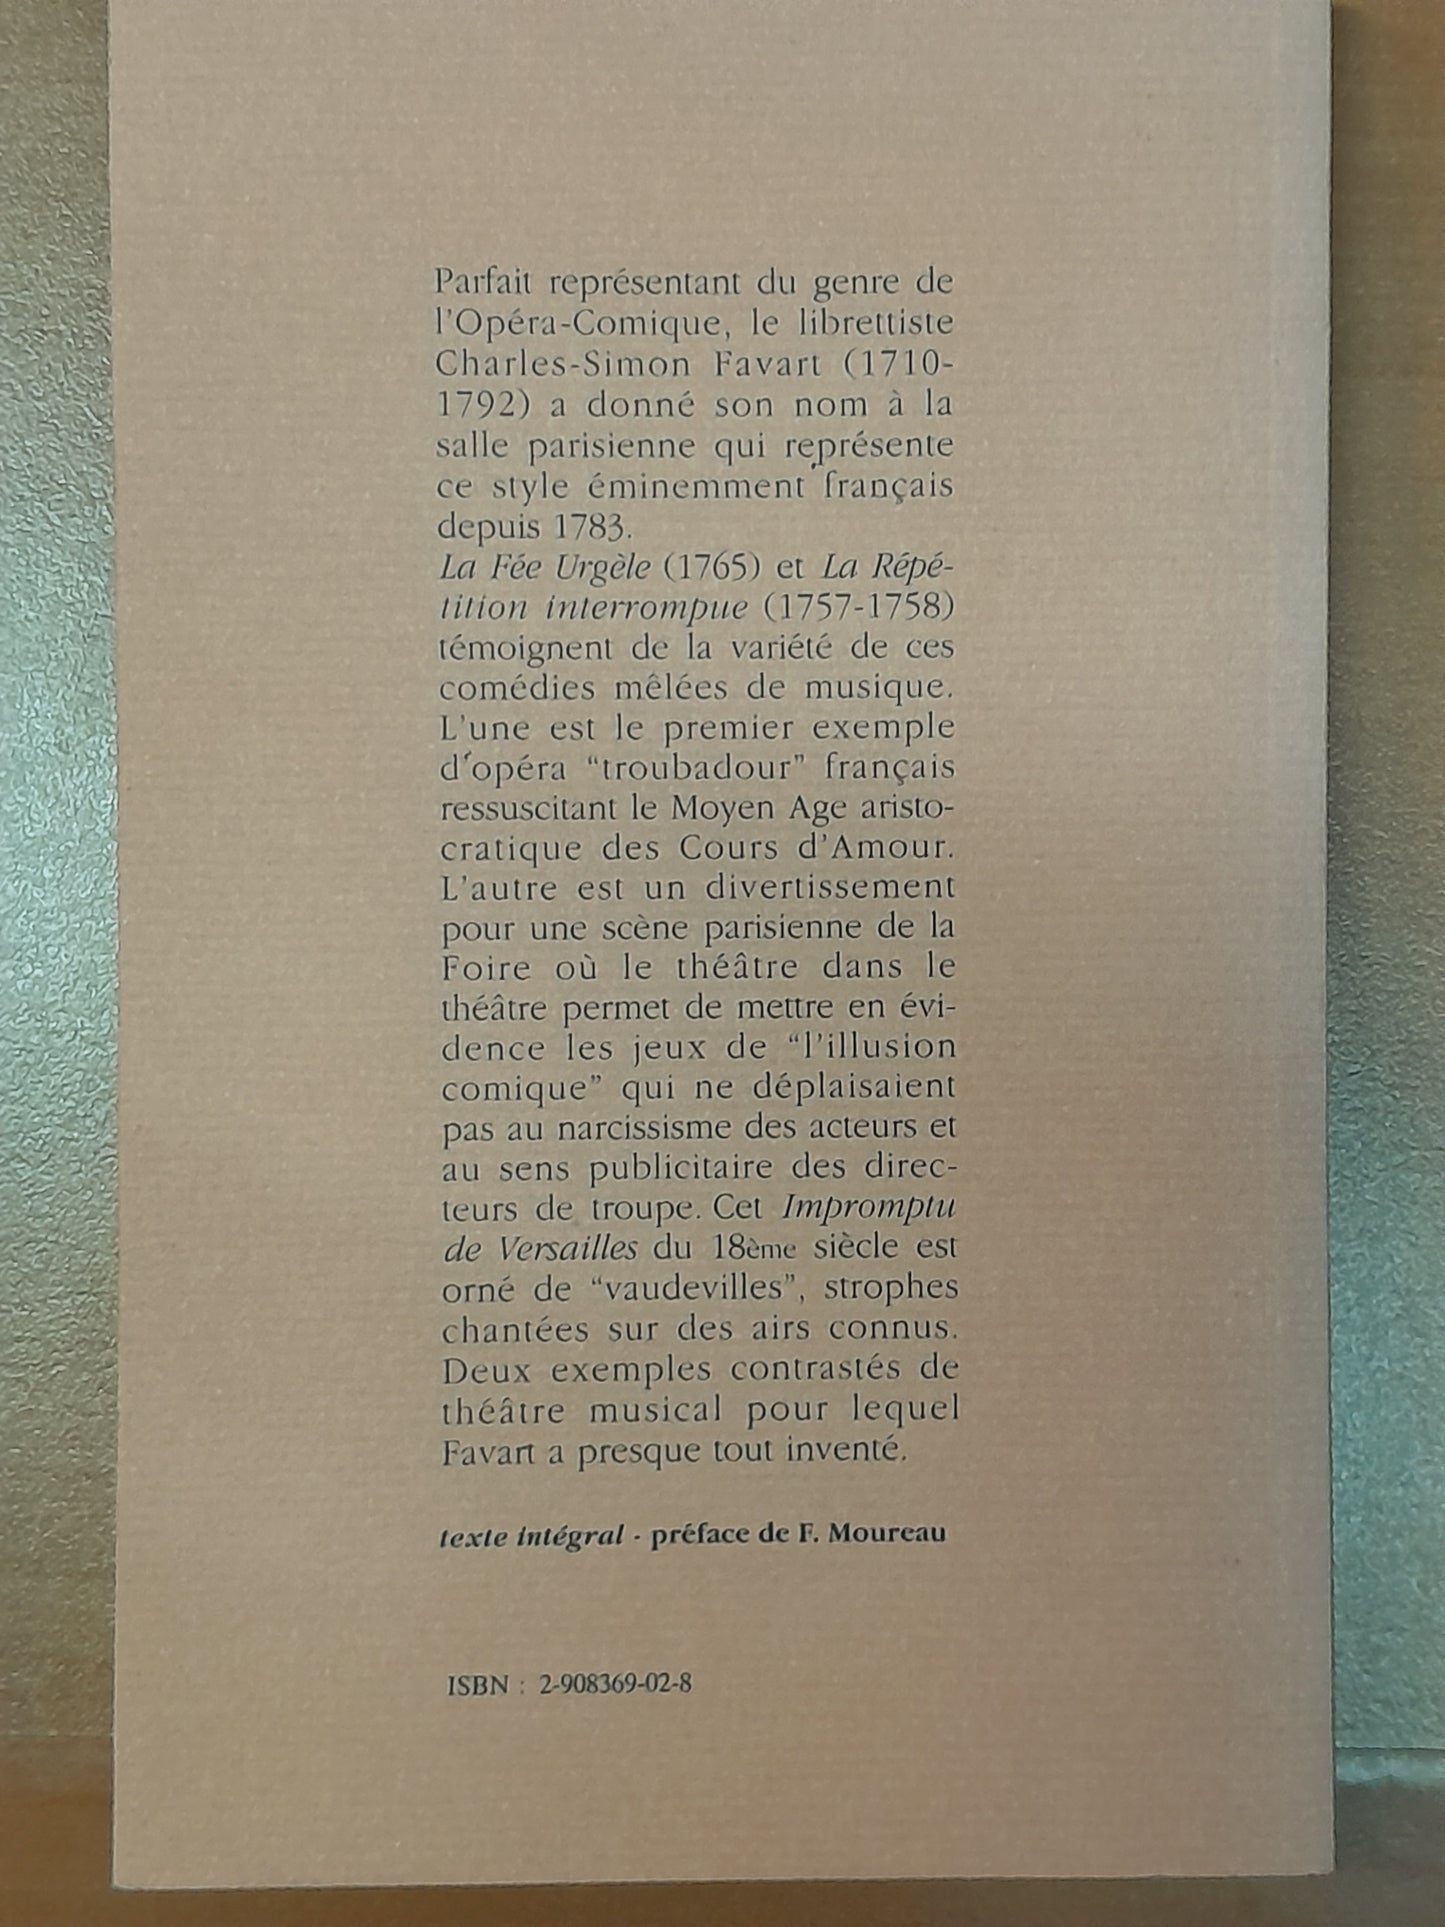 Parfait représentant du genre de
l'Opéra-Comique, le librettiste
Charles-Simon Favart (1710-
1792) a donné son nom à la
salle parisienne qui représente
ce style éminemment français
depuis 1783.
La Fée Urgèle (1765) et La Répé-
tition interrompue (1757-1758)
témoignent de la variété de ces
comédies mêlées de musique.
L'une est le premier exemple
d'opéra “troubadour” français
ressuscitant le Moyen Age aristo-
cratique des Cours d'Amour.
L'autre est un divertissement
pour une scène parisienne de la
Foire où le théâtre dans le
théâtre permet de mettre en évi-
dence les jeux de “l'illusion
comique” qui ne déplaisaient
pas au narcissisme des acteurs et
au sens publicitaire des direc-
teurs de troupe. Cet Impromptu
de Versailles du 18ème siècle est
orné de “vaudevilles”, strophes
chantées sur des airs connus.
Deux exemples contrastés de
théâtre musical pour lequel
Favart a presque tout inventé.
texte intégral - préface de F. Moureau
ISBN : 2-908369-02-8